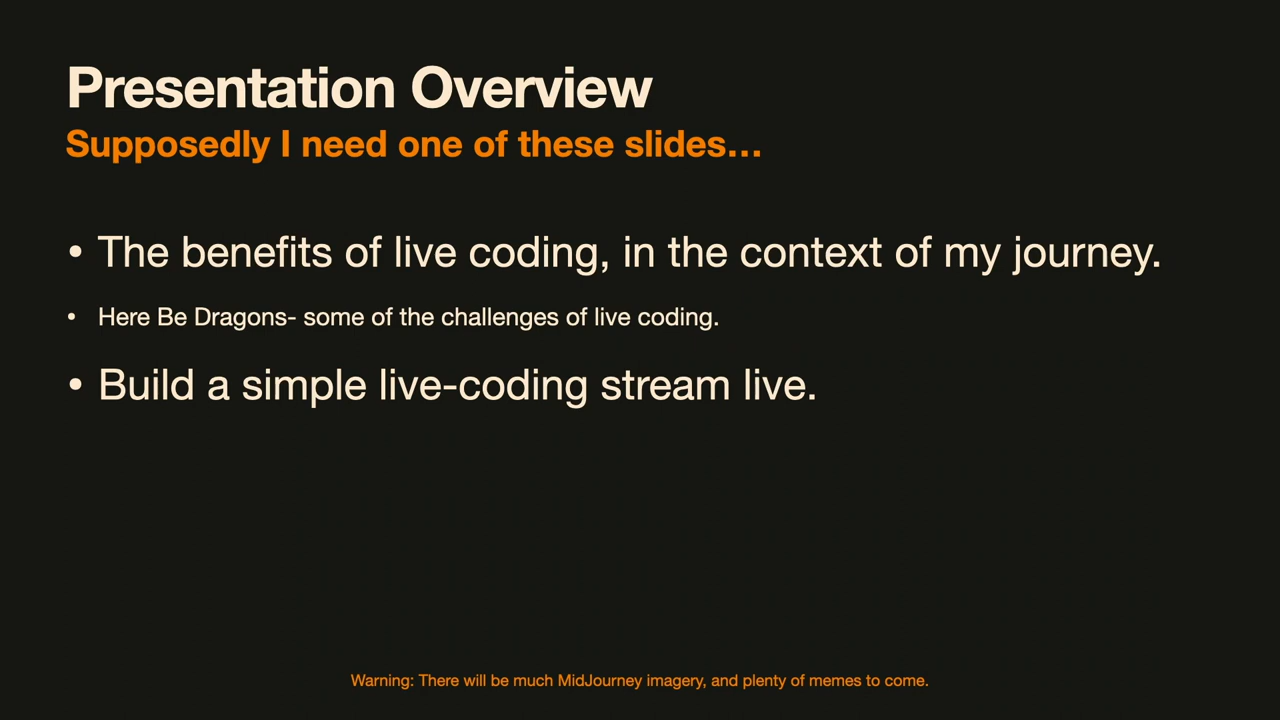 Presentation Overview
Supposedly I need one of these slides…
• The benefits of live coding, in the context of my journey.
• Here Be Dragons- some of the challenges of live coding.
• Build a simple live-coding stream live.
Warning: There will be much MidJourney imagery, and plenty of memes to come.